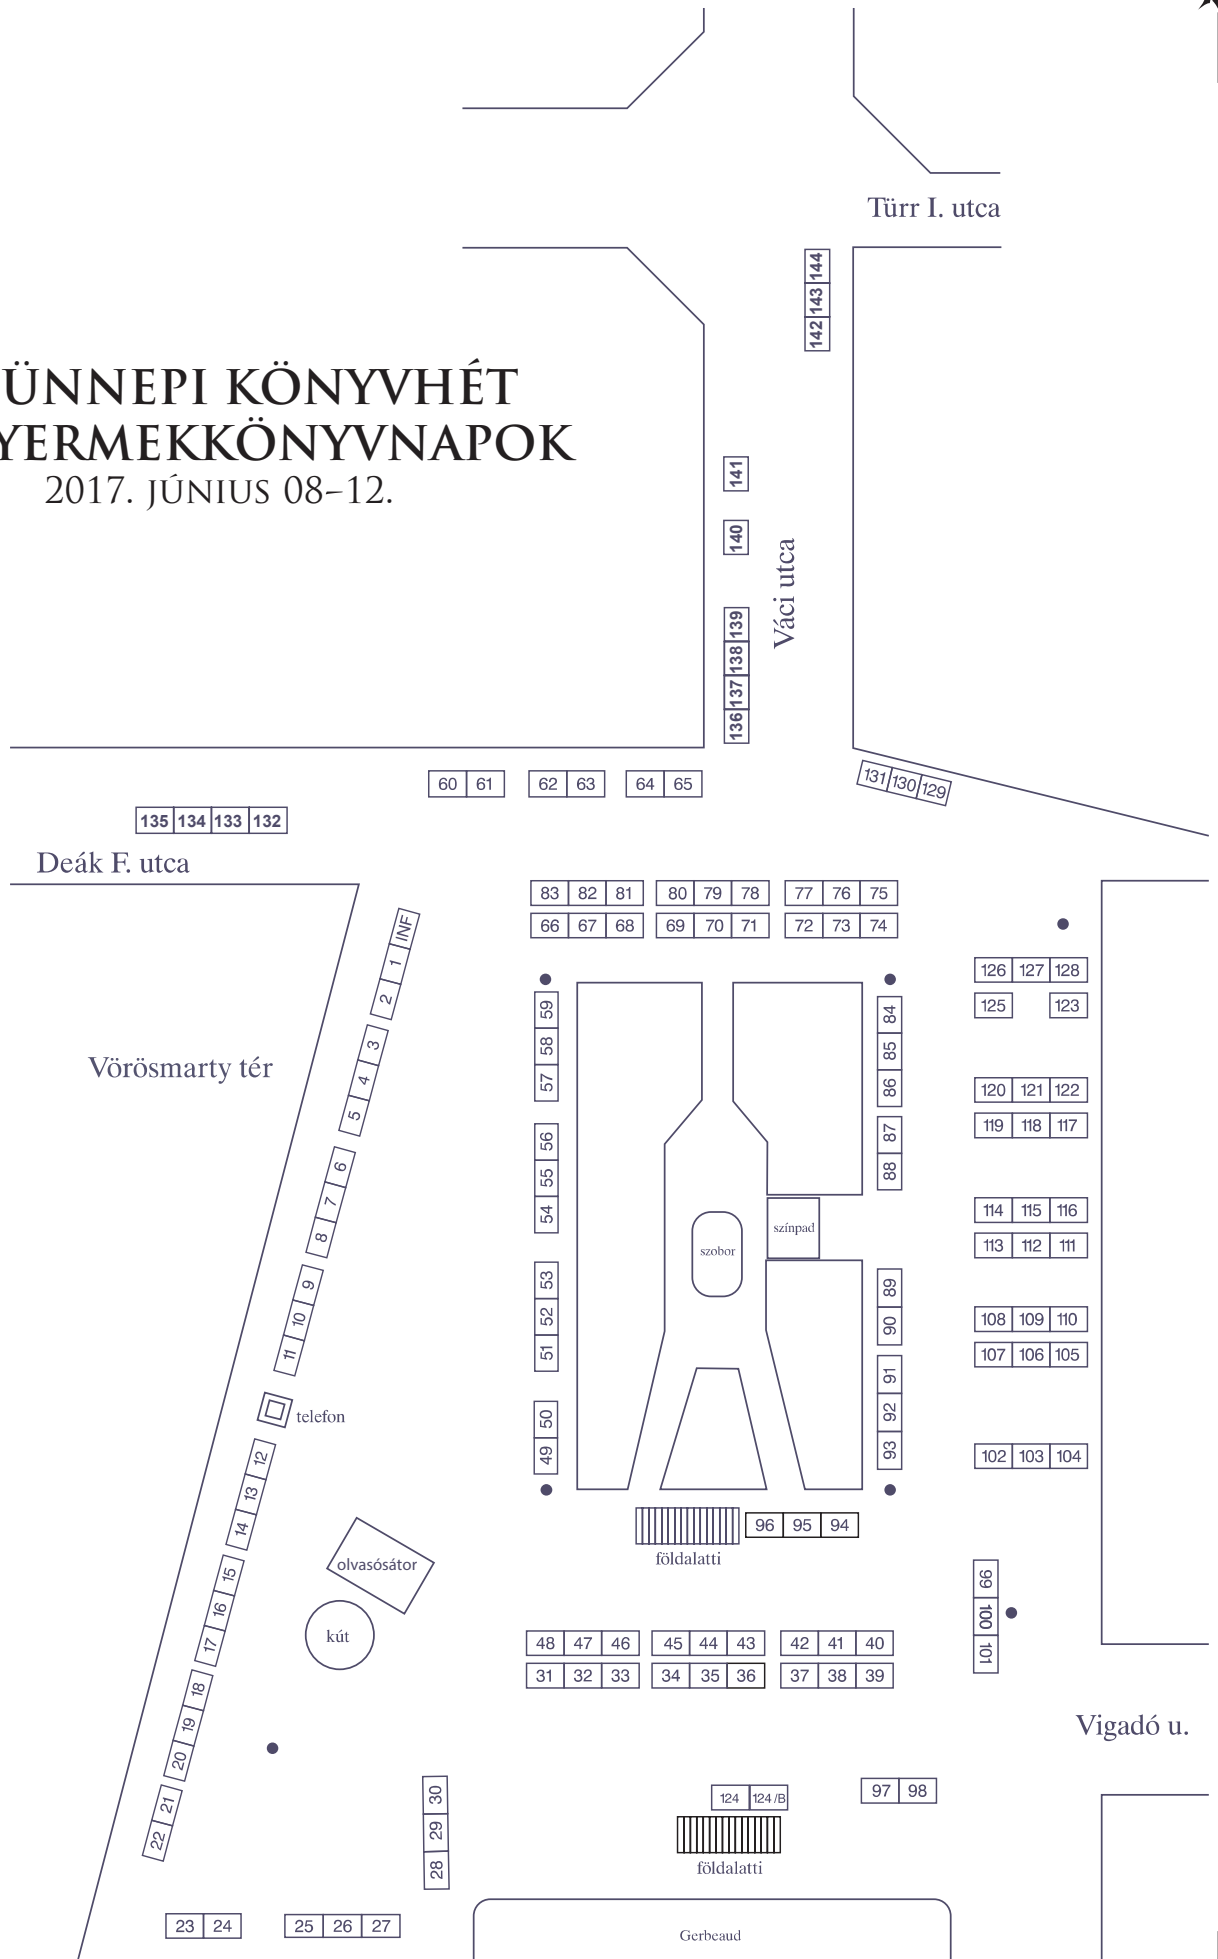 Türr I. utca
144
143
142
ÜNNEPI KÖNYVHÉT
YERMEKKÖNYVNAPOK
2017. JÚNIUS 08–12.
141
140
Váci utca
139
138
137
136
60 61 62 63 64 65
131 130 129
135 134 133 132
Deák F. utca
83 82 81 80 79 78 77 76 75
66 67 68 69 70 71 72 73 74
INF
1
2
3
4
5
6
7
8
9
10
11
Vörösmarty tér
telefon
12
13
14
15
16
17
18
19
20
21
22
59
58
57
56
55
54
53
52
51
50
49
szobor
színpad
84
85
86
87
88
89
90
91
92
93
126 127 128
125 123
120 121 122
119 118 117
114 115 116
113 112 111
108 109 110
107 106 105
102 103 104
96 95 94
földalatti
olvasósátor
kút
99
100
101
48 47 46 45 44 43 42 41 40
31 32 33 34 35 36 37 38 39
Vigadó u.
30
29
28
124 124 /B
97 98
földalatti
23 24 25 26 27
Gerbeaud